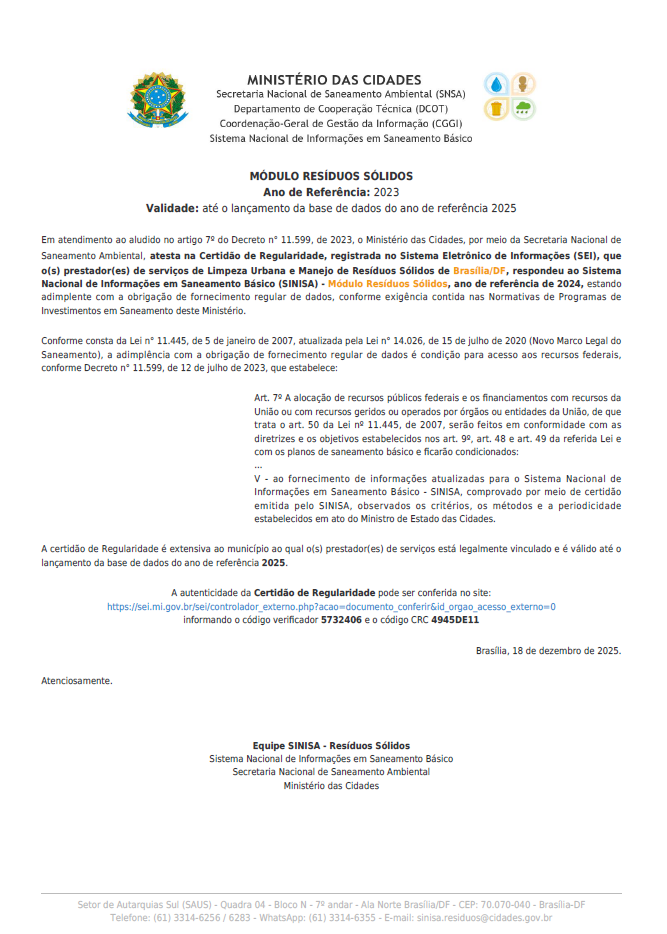 MINISTÉRIO DAS CIDADES
Secretaria Nacional de Saneamento Ambiental (SNSA)
Departamento de Cooperação Técnica (DCOT)
Coordenação-Geral de Gestão da Informação (CGGI)
Sistema Nacional de Informações em Saneamento Básico
MÓDULO RESÍDUOS SÓLIDOS
Ano de Referência: 2023
Validade: até o lançamento da base de dados do ano de referência 2025
Em atendimento ao aludido no artigo 7º do Decreto n° 11.599, de 2023, o Ministério das Cidades, por meio da Secretaria Nacional de
Saneamento Ambiental, atesta na Certidão de Regularidade, registrada no Sistema Eletrônico de Informações (SEI), que
o(s) prestador(es) de serviços de Limpeza Urbana e Manejo de Resíduos Sólidos de Brasília/DF, respondeu ao Sistema
Nacional de Informações em Saneamento Básico (SINISA) - Módulo Resíduos Sólidos, ano de referência de 2024, estando
adimplente com a obrigação de fornecimento regular de dados, conforme exigência contida nas Normativas de Programas de
Investimentos em Saneamento deste Ministério.
Conforme consta da Lei n° 11.445, de 5 de janeiro de 2007, atualizada pela Lei n° 14.026, de 15 de julho de 2020 (Novo Marco Legal do
Saneamento), a adimplência com a obrigação de fornecimento regular de dados é condição para acesso aos recursos federais,
conforme Decreto n° 11.599, de 12 de julho de 2023, que estabelece:
Art. 7º A alocação de recursos públicos federais e os financiamentos com recursos da
União ou com recursos geridos ou operados por órgãos ou entidades da União, de que
trata o art. 50 da Lei nº 11.445, de 2007, serão feitos em conformidade com as
diretrizes e os objetivos estabelecidos nos art. 9º, art. 48 e art. 49 da referida Lei e
com os planos de saneamento básico e ficarão condicionados:
...
V - ao fornecimento de informações atualizadas para o Sistema Nacional de
Informações em Saneamento Básico - SINISA, comprovado por meio de certidão
emitida pelo SINISA, observados os critérios, os métodos e a periodicidade
estabelecidos em ato do Ministro de Estado das Cidades.
A certidão de Regularidade é extensiva ao município ao qual o(s) prestador(es) de serviços está legalmente vinculado e é válido até o
lançamento da base de dados do ano de referência 2025.
A autenticidade da Certidão de Regularidade pode ser conferida no site:
https://sei.mi.gov.br/sei/controlador_externo.php?acao=documento_conferir&id_orgao_acesso_externo=0
informando o código verificador 5732406 e o código CRC 4945DE11
Brasília, 18 de dezembro de 2025.
Atenciosamente.
Equipe SINISA - Resíduos Sólidos
Sistema Nacional de Informações em Saneamento Básico
Secretaria Nacional de Saneamento Ambiental
Ministério das Cidades
Setor de Autarquias Sul (SAUS) - Quadra 04 - Bloco N - 7º andar - Ala Norte Brasília/DF - CEP: 70.070-040 - Brasília-DF
Telefone: (61) 3314-6256 / 6283 - WhatsApp: (61) 3314-6355 - E-mail: sinisa.residuos@cidades.gov.br